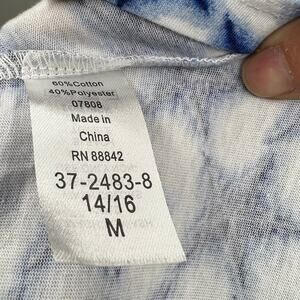 60%Cotton
40%Polyester
07808
Made in
China
RN 88842
37-2483-8
14/16
M